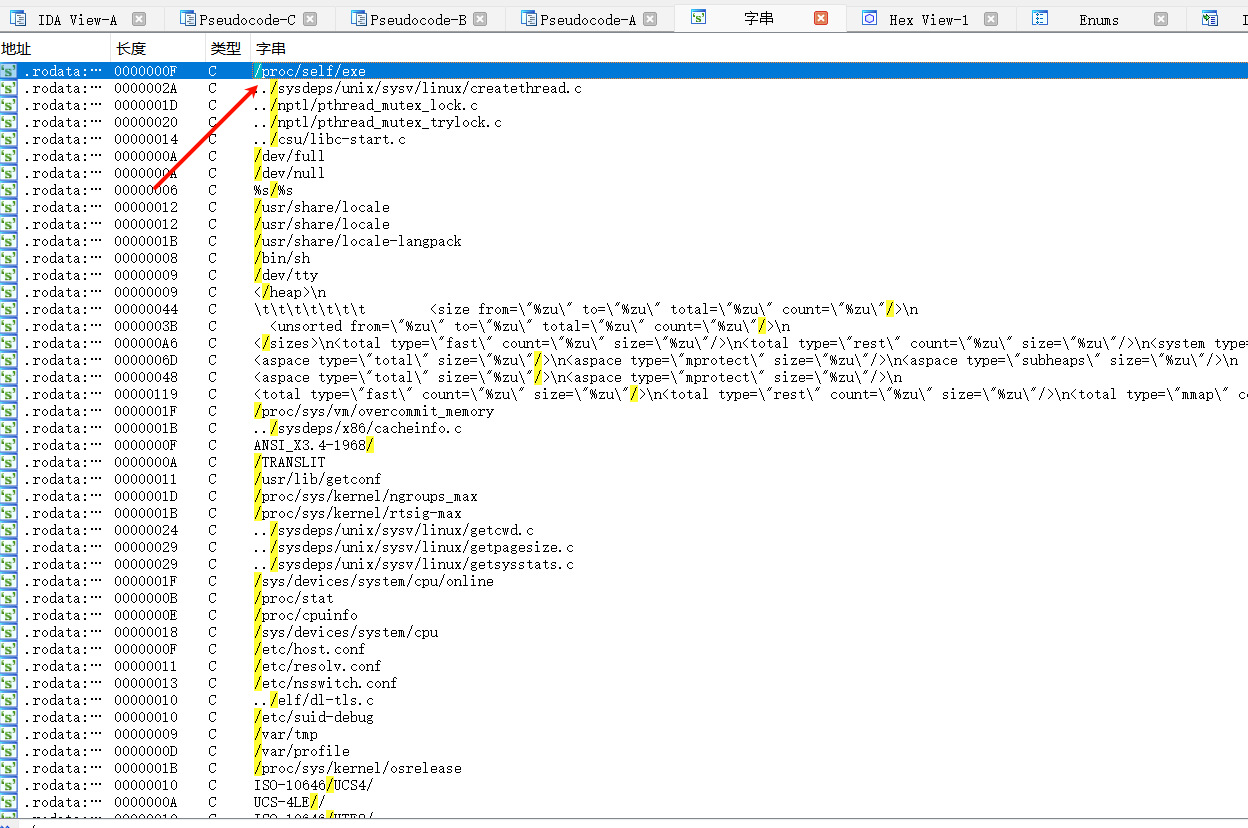 IDA View-A Pseudocode-C Pseudocode-B Pseudocode-A 字串 Hex View-1 Enums
地址 长度 类型 字串
.rodata:… 0000000F C /proc/self/exe
.rodata:… 0000002A C ../sysdeps/unix/sysv/linux/createthread.c
.rodata:… 0000001D C ../nptl/pthread_mutex_lock.c
.rodata:… 00000020 C ../nptl/pthread_mutex_trylock.c
.rodata:… 00000014 C ../csu/libc-start.c
.rodata:… 0000000A C /dev/full
.rodata:… 0000000A C /dev/null
.rodata:… 00000006 C %s/%s
.rodata:… 00000012 C /usr/share/locale
.rodata:… 00000012 C /usr/share/locale
.rodata:… 0000001B C /usr/share/locale-langpack
.rodata:… 00000008 C /bin/sh
.rodata:… 00000009 C /dev/tty
.rodata:… 00000009 C </heap>\n
.rodata:… 00000044 C \t\t\t\t\t\t\t <size from=\"%zu\" to=\"%zu\" total=\"%zu\" count=\"%zu\"/>\n
.rodata:… 0000003B C <unsorted from=\"%zu\" to=\"%zu\" total=\"%zu\" count=\"%zu\"/>\n
.rodata:… 000000A6 C </sizes>\n<total type=\"fast\" count=\"%zu\" size=\"%zu\"/>\n<total type=\"rest\" count=\"%zu\" size=\"%zu\"/>\n<system type=
.rodata:… 0000006D C <aspace type=\"total\" size=\"%zu\"/>\n<aspace type=\"mprotect\" size=\"%zu\"/>\n<aspace type=\"subheaps\" size=\"%zu\"/>\n
.rodata:… 00000048 C <aspace type=\"total\" size=\"%zu\"/>\n<aspace type=\"mprotect\" size=\"%zu\"/>\n
.rodata:… 00000119 C <total type=\"fast\" count=\"%zu\" size=\"%zu\"/>\n<total type=\"rest\" count=\"%zu\" size=\"%zu\"/>\n<total type=\"mmap\" co
.rodata:… 0000001F C /proc/sys/vm/overcommit_memory
.rodata:… 0000001B C ../sysdeps/x86/cacheinfo.c
.rodata:… 0000000F C ANSI_X3.4-1968/
.rodata:… 0000000A C /TRANSLIT
.rodata:… 00000011 C /usr/lib/getconf
.rodata:… 0000001D C /proc/sys/kernel/ngroups_max
.rodata:… 0000001B C /proc/sys/kernel/rtsig-max
.rodata:… 00000024 C ../sysdeps/unix/sysv/linux/getcwd.c
.rodata:… 00000029 C ../sysdeps/unix/sysv/linux/getpagesize.c
.rodata:… 00000029 C ../sysdeps/unix/sysv/linux/getsysstats.c
.rodata:… 0000001F C /sys/devices/system/cpu/online
.rodata:… 0000000B C /proc/stat
.rodata:… 0000000E C /proc/cpuinfo
.rodata:… 00000018 C /sys/devices/system/cpu
.rodata:… 0000000F C /etc/host.conf
.rodata:… 00000011 C /etc/resolv.conf
.rodata:… 00000013 C /etc/nsswitch.conf
.rodata:… 00000010 C ../elf/dl-tls.c
.rodata:… 00000010 C /etc/suid-debug
.rodata:… 00000009 C /var/tmp
.rodata:… 0000000D C /var/profile
.rodata:… 0000001B C /proc/sys/kernel/osrelease
.rodata:… 00000010 C ISO-10646/UCS4/
.rodata:… 0000000A C UCS-4LE//
.rodata:… 00000010 C ISO-10646/UTF8/